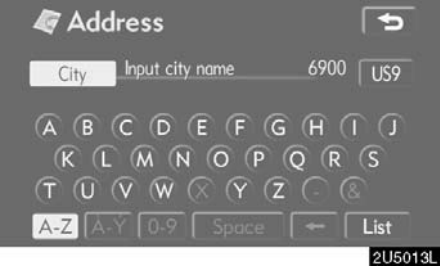 Address
City Input city name 6900 US9
A B C D E F G H I J
K L M N O P Q R S
T U V W X Y Z - &
A-Z À-Ý 0-9 Space ← List
2U5013L